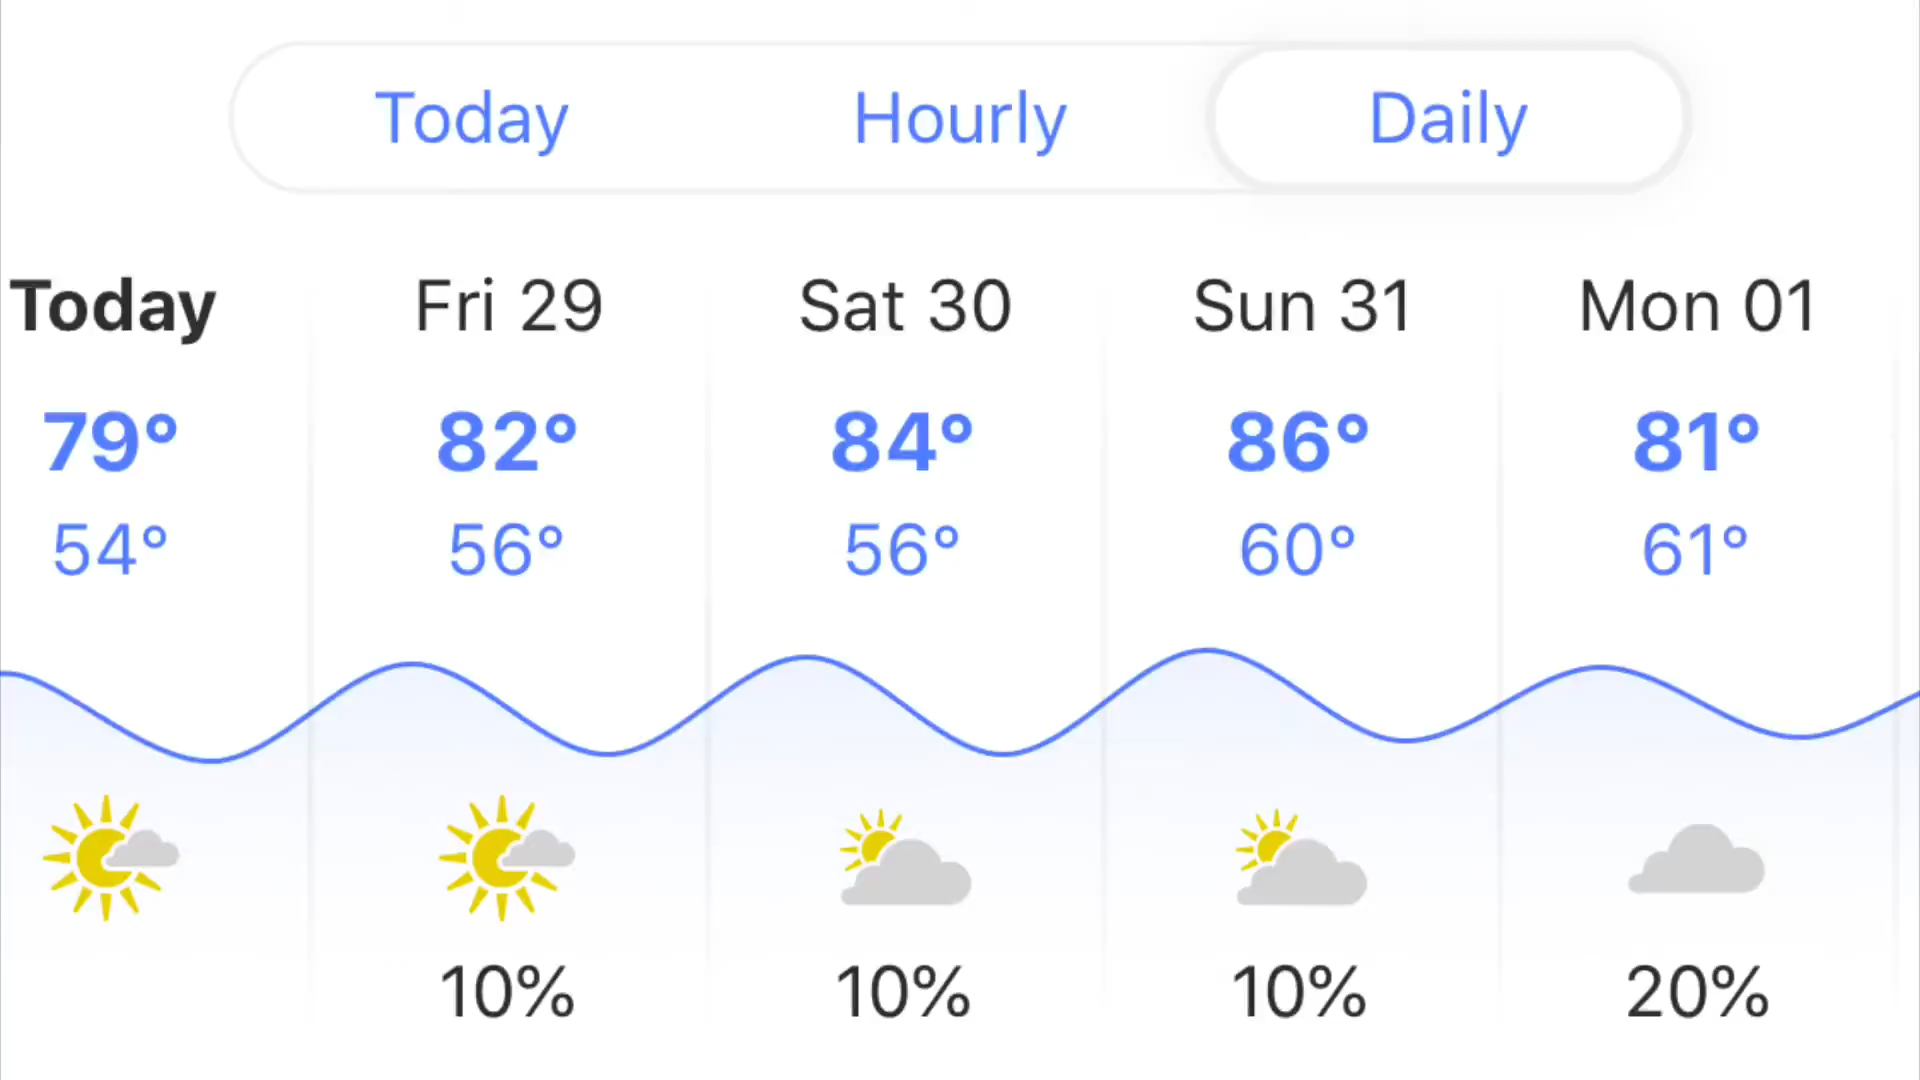 Today Hourly Daily
Today Fri 29 Sat 30 Sun 31 Mon 01
79° 82° 84° 86° 81°
54° 56° 56° 60° 61°
10% 10% 10% 20%